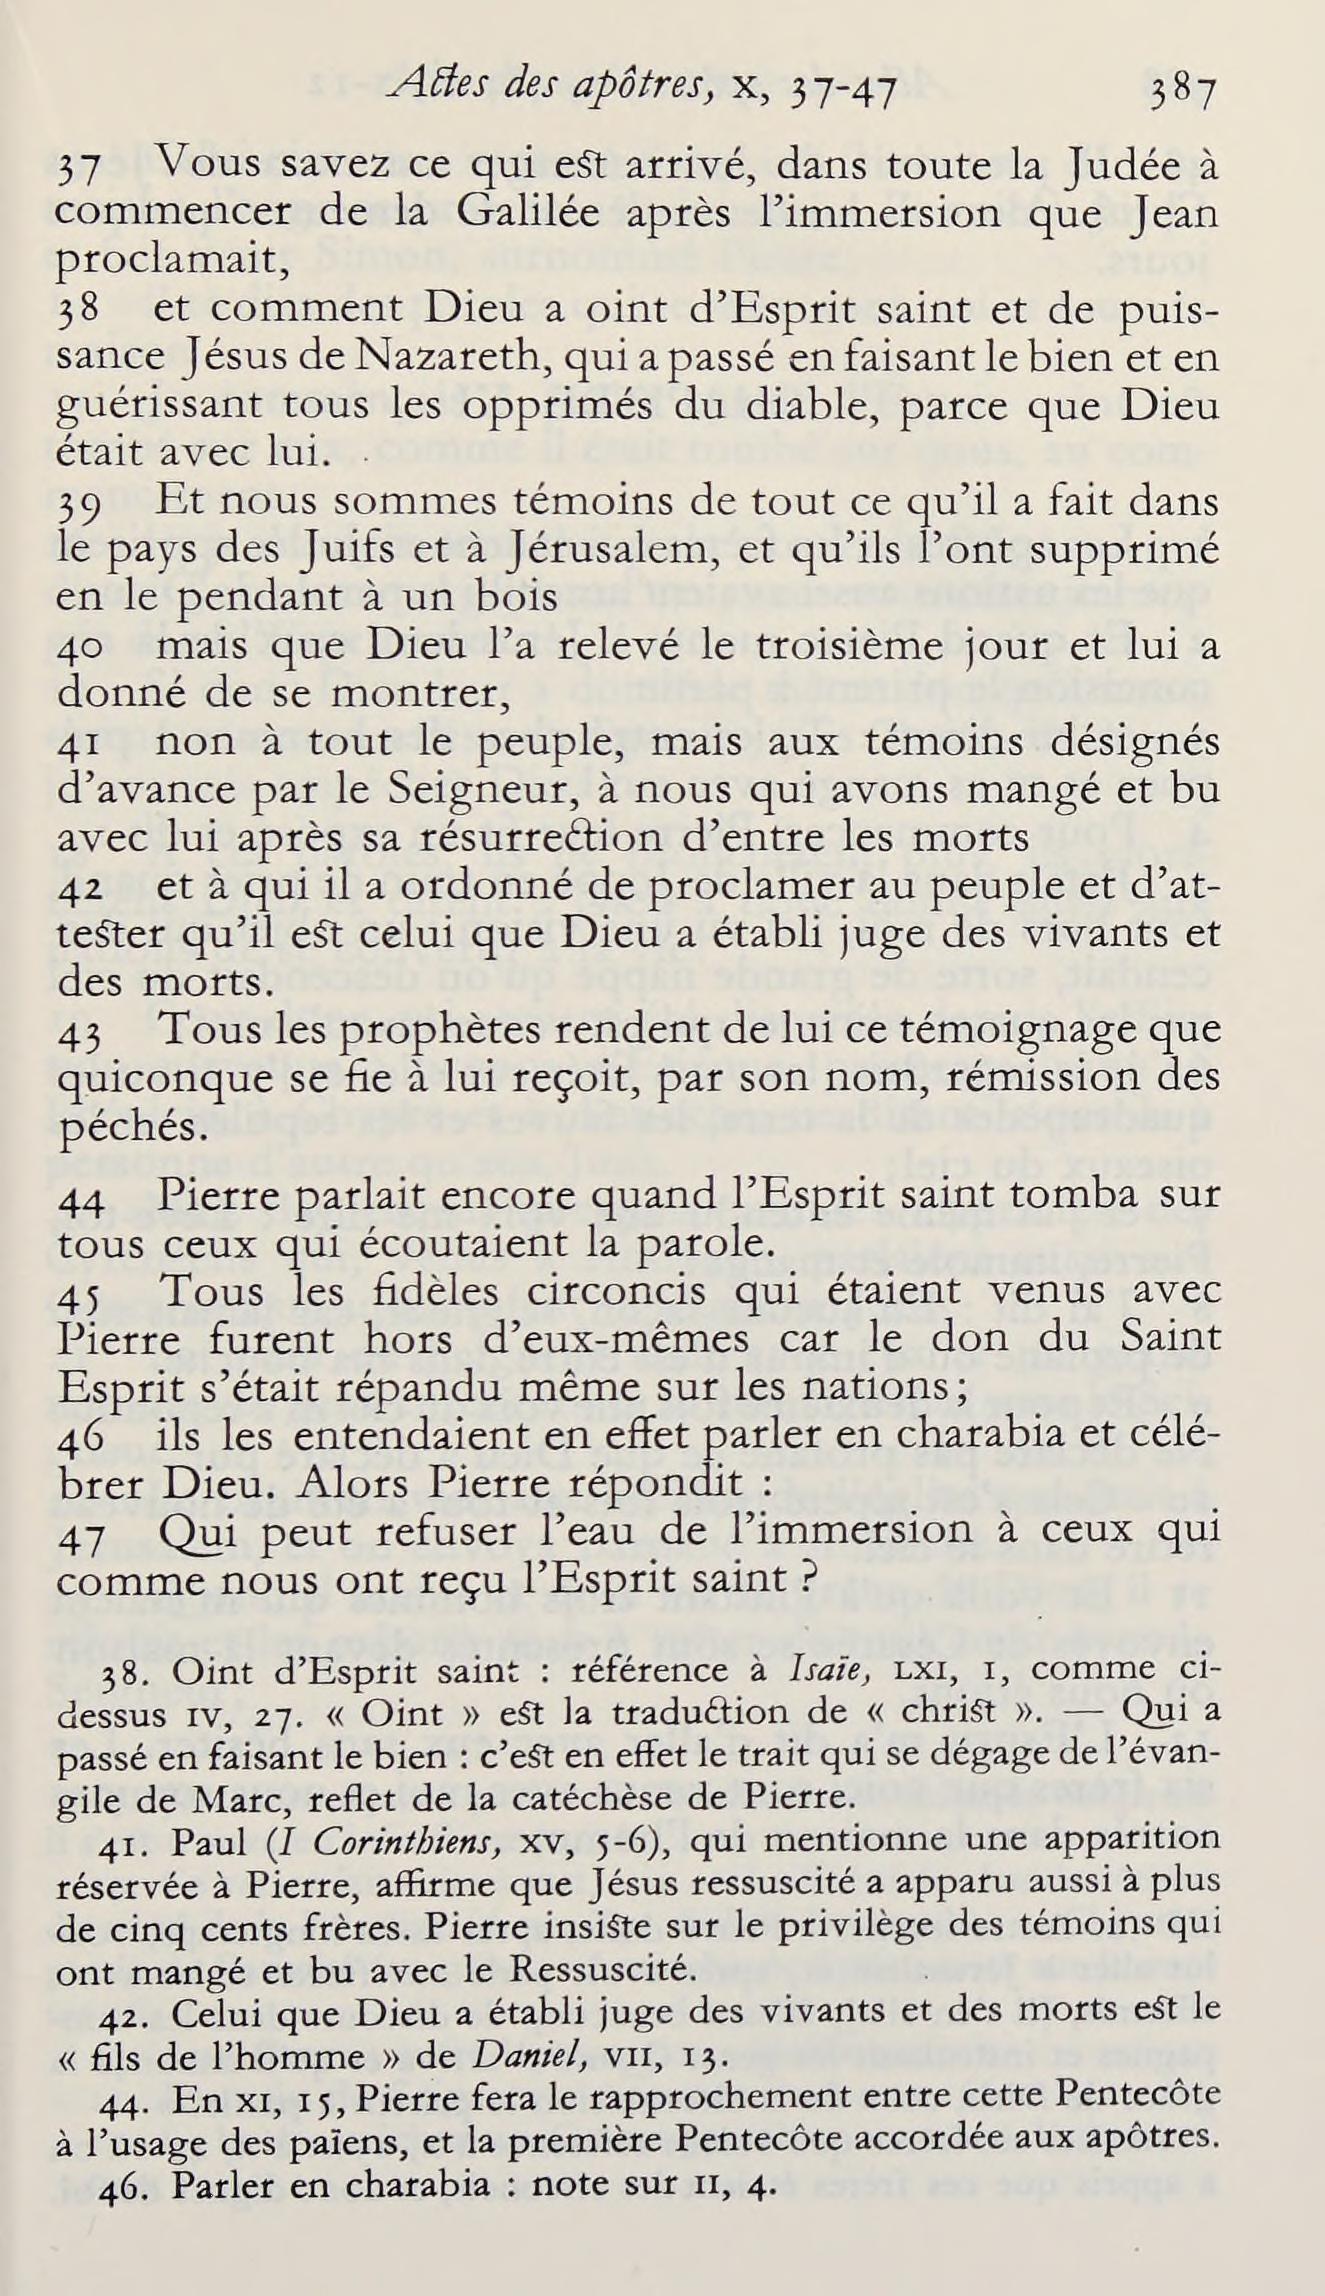 Actes des apôtres, X, 37-47 387
37 Vous savez ce qui est arrivé, dans toute la Judée à
commencer de la Galilée après l’immersion que Jean
proclamait,
38 et comment Dieu a oint d’Esprit saint et de puis-
sance Jésus de Nazareth, qui a passé en faisant le bien et en
guérissant tous les opprimés du diable, parce que Dieu
était avec lui.
39 Et nous sommes témoins de tout ce qu’il a fait dans
le pays des Juifs et à Jérusalem, et qu’ils l’ont supprimé
en le pendant à un bois
40 mais que Dieu l’a relevé le troisième jour et lui a
donné de se montrer,
41 non à tout le peuple, mais aux témoins désignés
d’avance par le Seigneur, à nous qui avons mangé et bu
avec lui après sa résurrection d’entre les morts
42 et à qui il a ordonné de proclamer au peuple et d’at-
tester qu’il est celui que Dieu a établi juge des vivants et
des morts.
43 Tous les prophètes rendent de lui ce témoignage que
quiconque se fie à lui reçoit, par son nom, rémission des
péchés.
44 Pierre parlait encore quand l’Esprit saint tomba sur
tous ceux qui écoutaient la parole.
45 Tous les fidèles circoncis qui étaient venus avec
Pierre furent hors d’eux-mêmes car le don du Saint
Esprit s’était répandu même sur les nations ;
46 ils les entendaient en effet parler en charabia et célé-
brer Dieu. Alors Pierre répondit :
47 Qui peut refuser l’eau de l’immersion à ceux qui
comme nous ont reçu l’Esprit saint ?
38. Oint d’Esprit saint : référence à Isaïe, LXI, I, comme ci-
dessus IV, 27. « Oint » est la traduction de « christ ». — Qui a
passé en faisant le bien : c’est en effet le trait qui se dégage de l’évan-
gile de Marc, reflet de la catéchèse de Pierre.
41. Paul (I Corinthiens, XV, 5-6), qui mentionne une apparition
réservée à Pierre, affirme que Jésus ressuscité a apparu aussi à plus
de cinq cents frères. Pierre insiste sur le privilège des témoins qui
ont mangé et bu avec le Ressuscité.
42. Celui que Dieu a établi juge des vivants et des morts est le
« fils de l’homme » de Daniel, VII, 13.
44. En XI, 15, Pierre fera le rapprochement entre cette Pentecôte
à l’usage des païens, et la première Pentecôte accordée aux apôtres.
46. Parler en charabia : note sur II, 4.